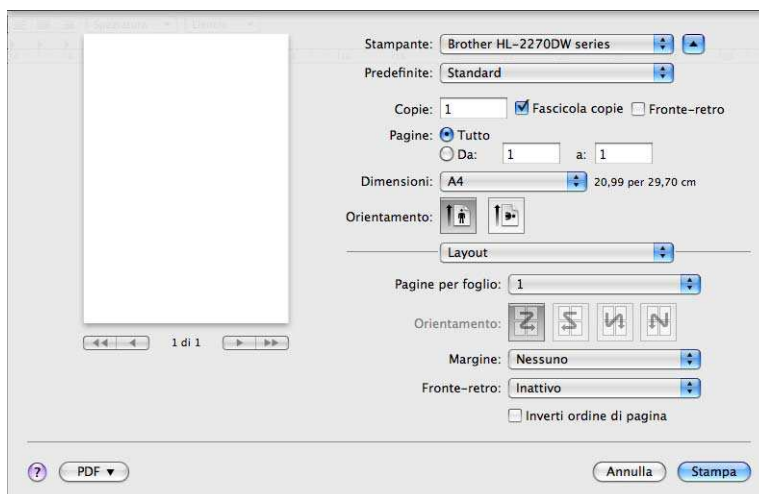 Stampante: Brother HL-2270DW series
Predefinite: Standard
Copie: 1 Fascicola copie Fronte-retro
Pagine: Tutto
Da: 1 a: 1
Dimensioni: A4 20,99 per 29,70 cm
Orientamento:
Layout
Pagine per foglio: 1
Orientamento:
1 di 1
Margine: Nessuno
Fronte-retro: Inattivo
Inverti ordine di pagina
? PDF Annulla Stampa